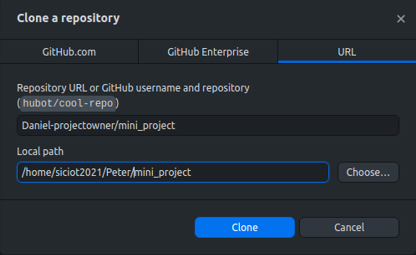 Clone a repository
GitHub.com
GitHub Enterprise
URL
Repository URL or GitHub username and repository
(hubot/cool-repo)
Daniel-projectowner/mini_project
Local path
/home/siciot2021/Peter/mini_project
Choose...
Clone
Cancel